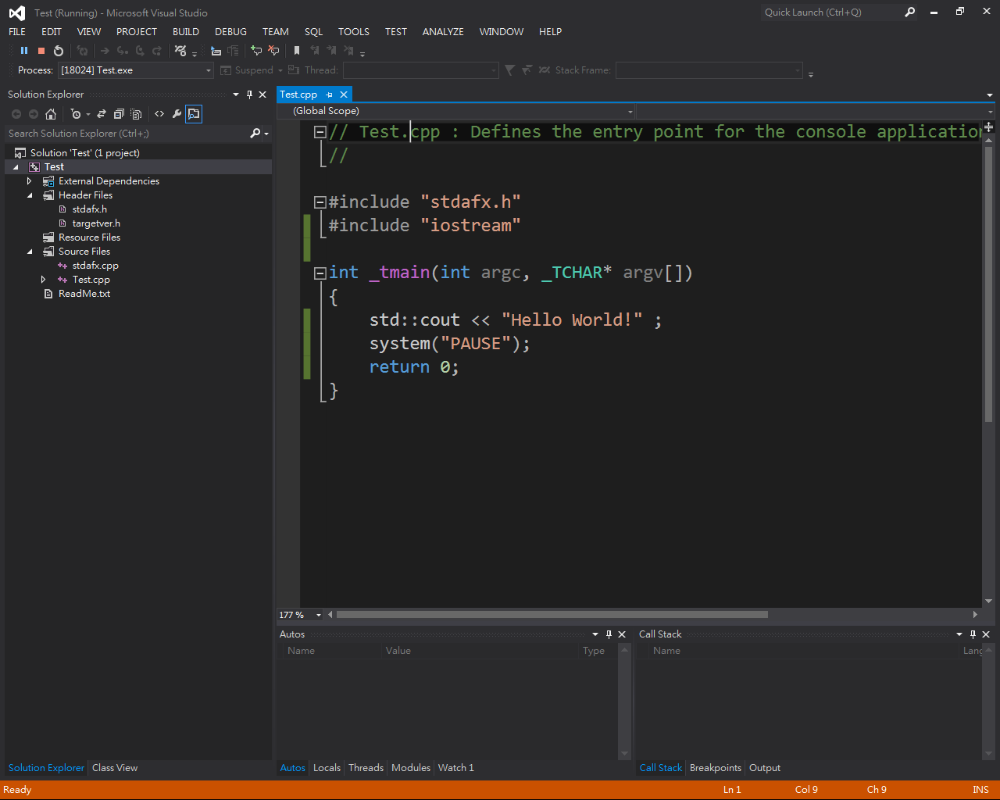 Test (Running) - Microsoft Visual Studio
Quick Launch (Ctrl+Q)
FILE EDIT VIEW PROJECT BUILD DEBUG TEAM SQL TOOLS TEST ANALYZE WINDOW HELP
Process: [18024] Test.exe Suspend Thread: Stack Frame:
Solution Explorer
Search Solution Explorer (Ctrl+;)
Solution 'Test' (1 project)
Test
External Dependencies
Header Files
stdafx.h
targetver.h
Resource Files
Source Files
stdafx.cpp
Test.cpp
ReadMe.txt
Solution Explorer Class View
Test.cpp
(Global Scope)
// Test.cpp : Defines the entry point for the console application
//
#include "stdafx.h"
#include "iostream"
int _tmain(int argc, _TCHAR* argv[])
{
std::cout << "Hello World!" ;
system("PAUSE");
return 0;
}
177 %
Autos
Name Value Type
Autos Locals Threads Modules Watch 1
Call Stack
Name Lang
Call Stack Breakpoints Output
Ready Ln 1 Col 9 Ch 9 INS